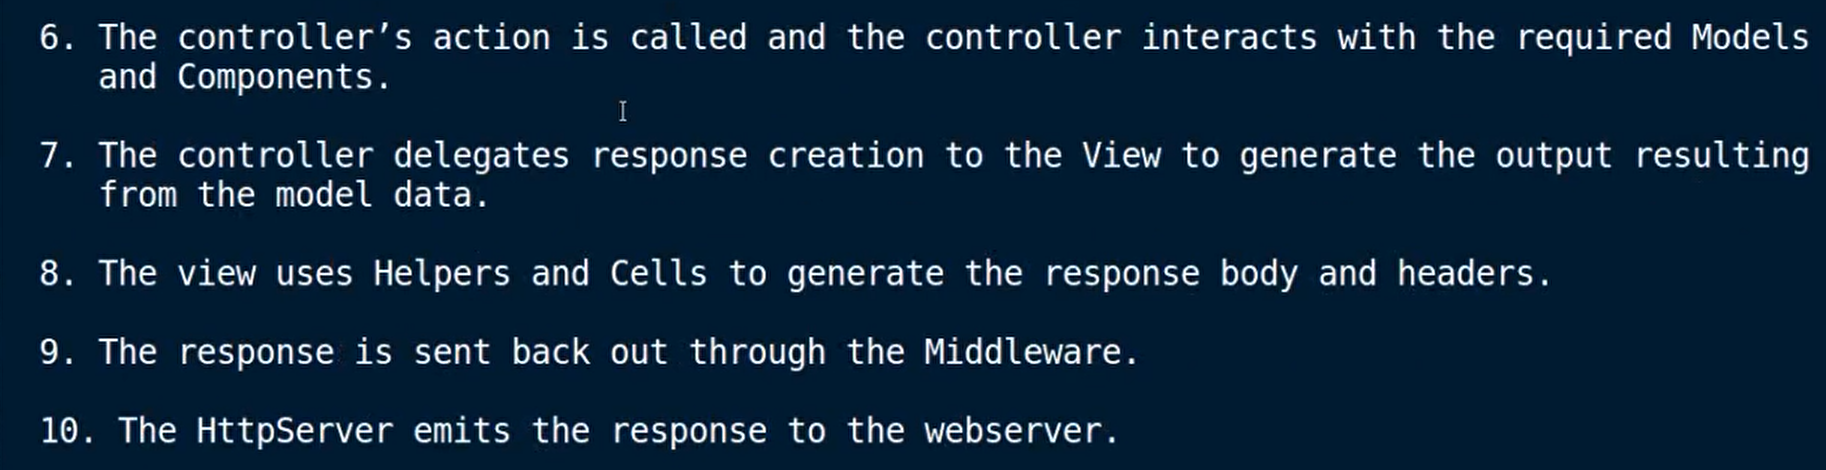 6. The controller’s action is called and the controller interacts with the required Models
and Components.
7. The controller delegates response creation to the View to generate the output resulting
from the model data.
8. The view uses Helpers and Cells to generate the response body and headers.
9. The response is sent back out through the Middleware.
10. The HttpServer emits the response to the webserver.